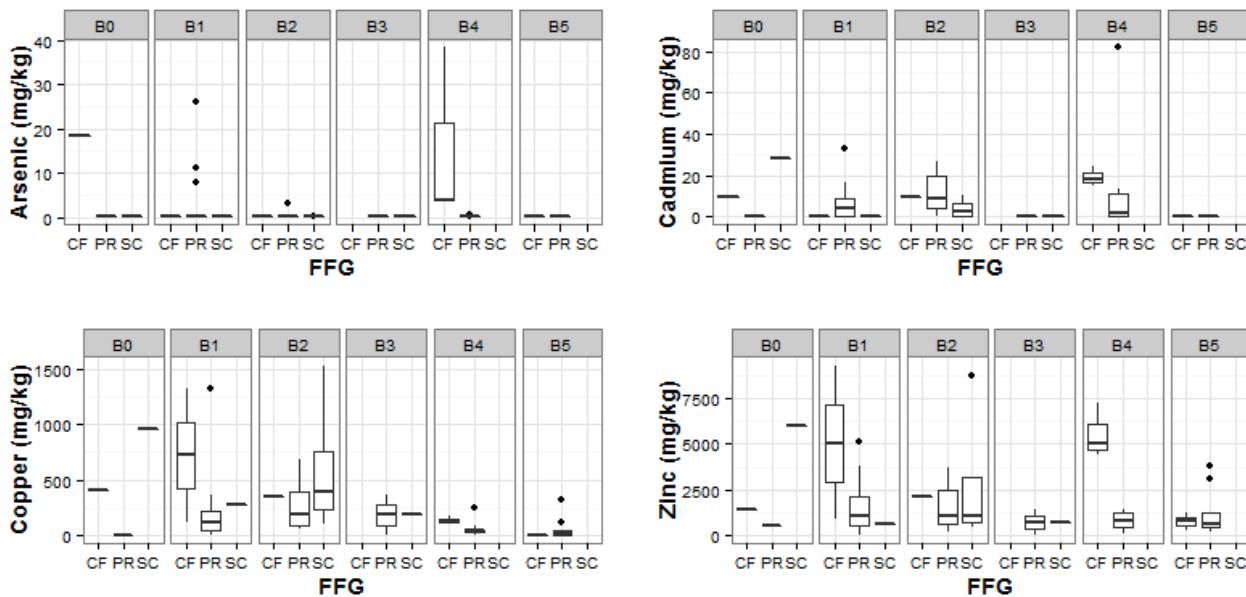 B0 B1 B2 B3 B4 B5
Arsenic (mg/kg)
40
30
20
10
0
CF PR SC CF PR SC CF PR SC CF PR SC CF PR SC CF PR SC
FFG
B0 B1 B2 B3 B4 B5
Cadmium (mg/kg)
80
60
40
20
0
CF PR SC CF PR SC CF PR SC CF PR SC CF PR SC CF PR SC
FFG
B0 B1 B2 B3 B4 B5
Copper (mg/kg)
1500
1000
500
0
CF PR SC CF PR SC CF PR SC CF PR SC CF PR SC CF PR SC
FFG
B0 B1 B2 B3 B4 B5
Zinc (mg/kg)
7500
5000
2500
0
CF PR SC CF PR SC CF PR SC CF PR SC CF PR SC CF PR SC
FFG